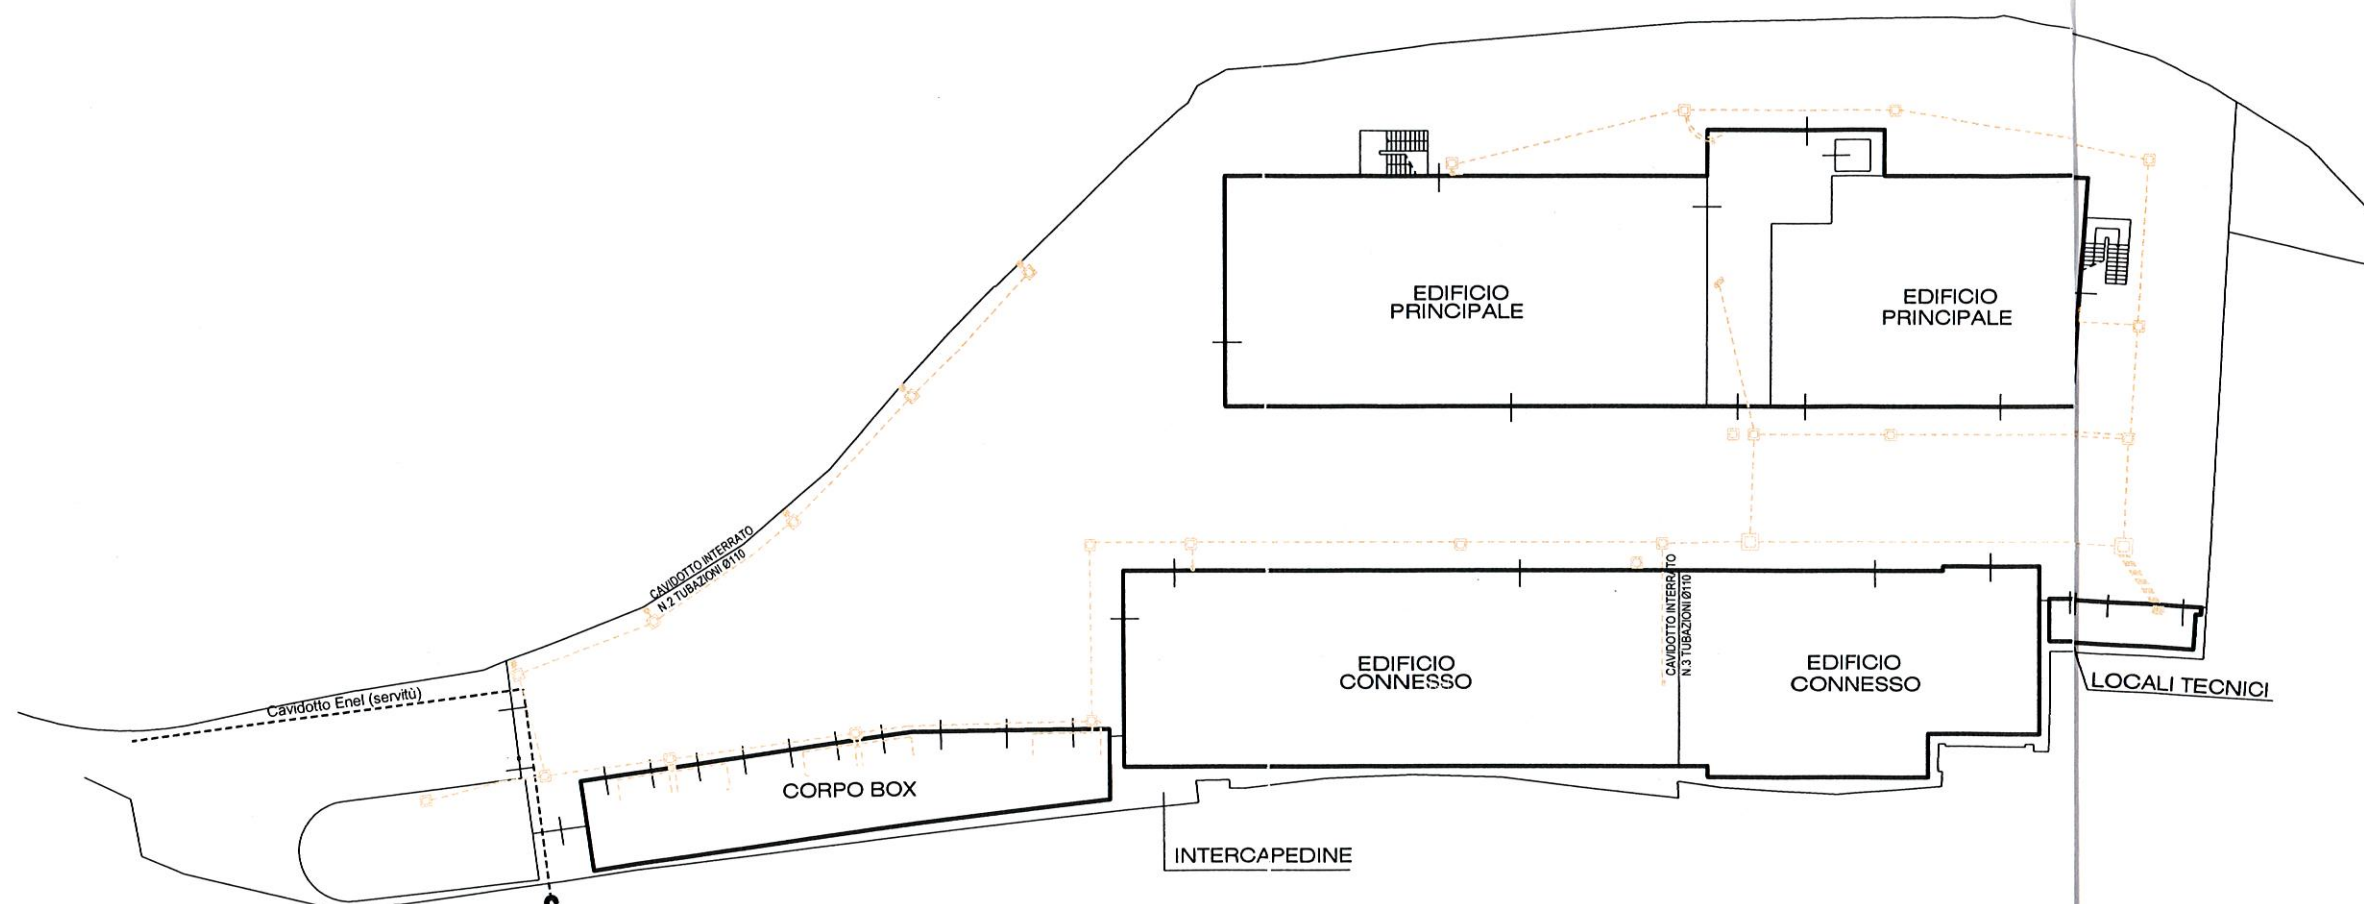 EDIFICIO
PRINCIPALE
EDIFICIO
PRINCIPALE
CAVIDOTTO INTERRATO
N.2 TUBAZIONI Ø110
CAVIDOTTO INTERRATO
N.3 TUBAZIONI Ø110
EDIFICIO
CONNESSO
EDIFICIO
CONNESSO
LOCALI TECNICI
Cavidotto Enel (servitù)
CORPO BOX
INTERCAPEDINE